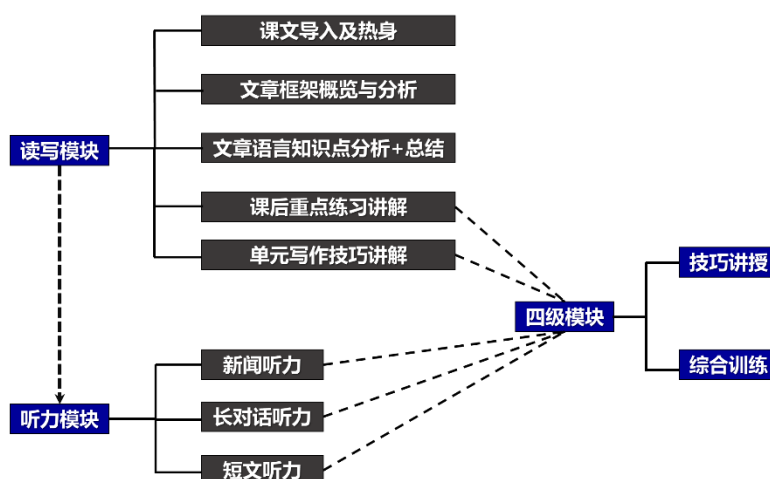 课文导入及热身
文章框架概览与分析
读写模块
文章语言知识点分析+总结
课后重点练习讲解
单元写作技巧讲解
技巧讲授
四级模块
新闻听力
综合训练
听力模块
长对话听力
短文听力